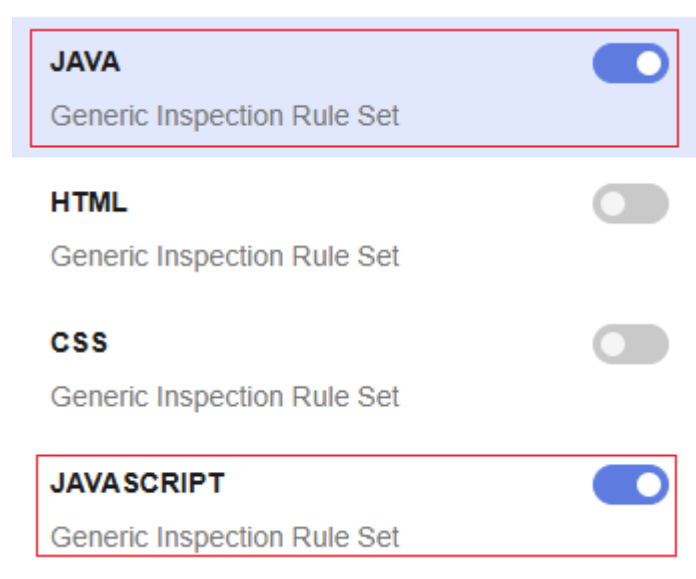 JAVA
Generic Inspection Rule Set
HTML
Generic Inspection Rule Set
CSS
Generic Inspection Rule Set
JAVASCRIPT
Generic Inspection Rule Set